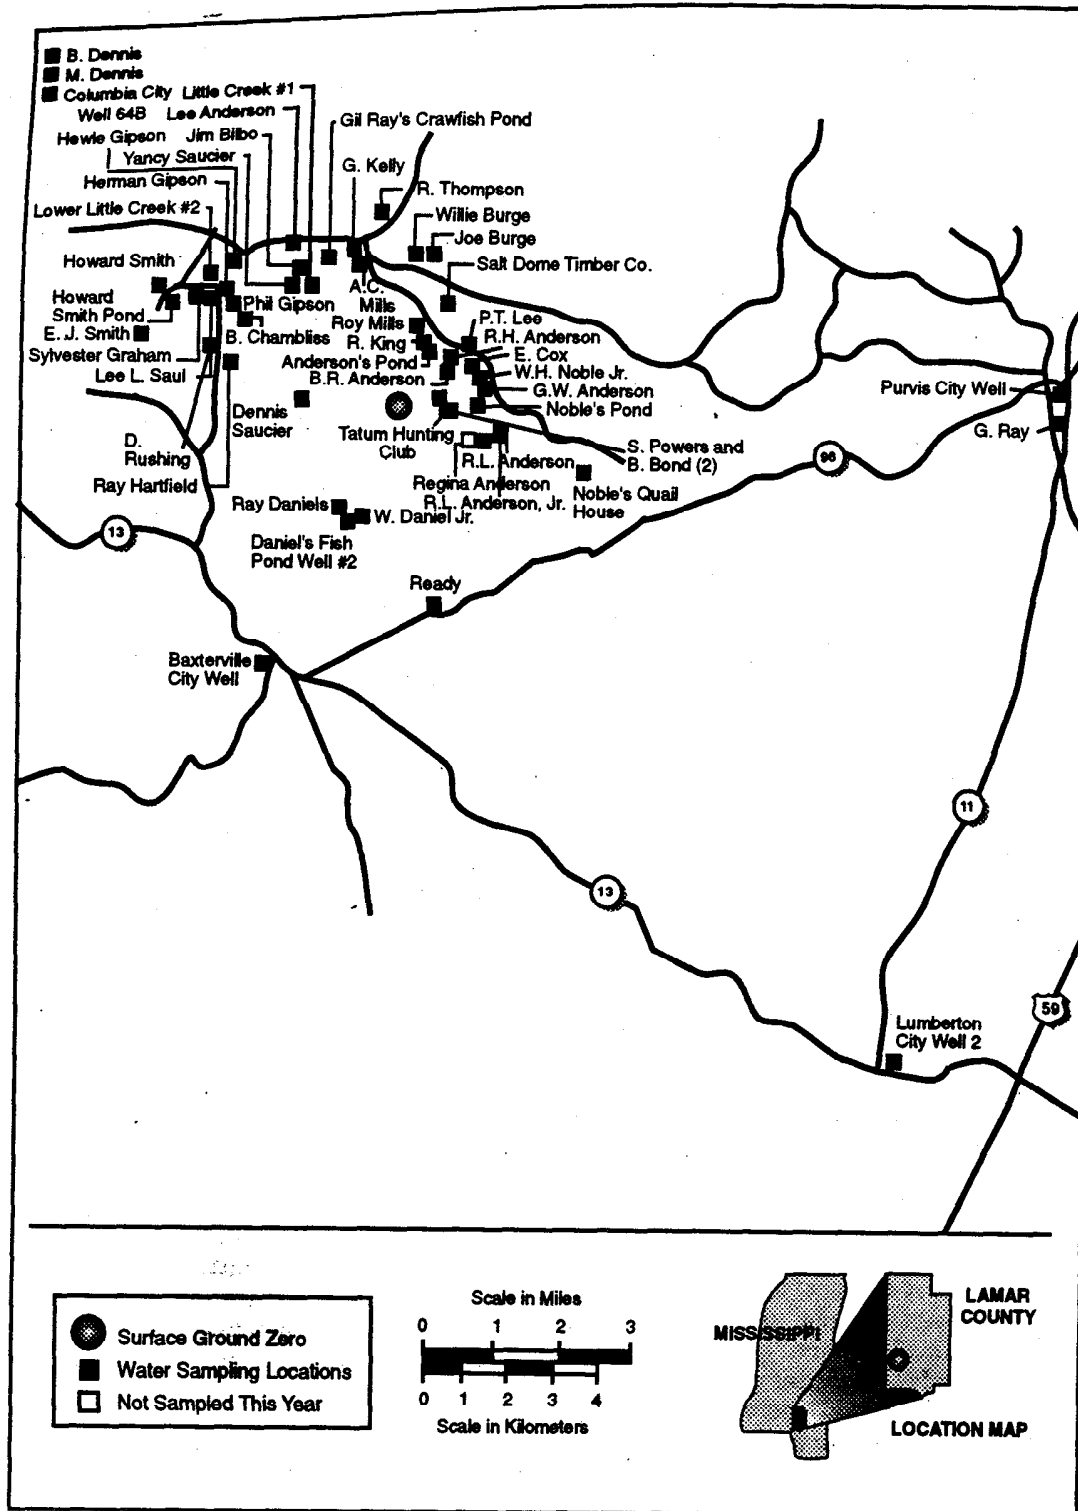 B. Dennis
M. Dennis
Columbia City
Well 64B
Little Creek #1
Lee Anderson
Hewie Gipson
Jim Bilbo
Yancy Saucier
Herman Gipson
Lower Little Creek #2
Gil Ray's Crawfish Pond
G. Kelly
R. Thompson
Willie Burge
Joe Burge
Salt Dome Timber Co.
Howard Smith
Howard
Smith Pond
E. J. Smith
Sylvester Graham
Lee L. Saul
Phil Gipson
B. Chambliss
A.C.
Mills
Roy Mills
R. King
Anderson's Pond
B.R. Anderson
P.T. Lee
R.H. Anderson
E. Cox
W.H. Noble Jr.
G.W. Anderson
Noble's Pond
Purvis City Well
G. Ray
Dennis
Saucier
Tatum Hunting
Club
D.
Rushing
Ray Hartfield
S. Powers and
B. Bond (2)
R.L. Anderson
Regina Anderson
R.L. Anderson, Jr.
Noble's Quail
House
96
13
Ray Daniels
W. Daniel Jr.
Daniel's Fish
Pond Well #2
Ready
Baxterville
City Well
11
13
59
Lumberton
City Well 2
Surface Ground Zero
Water Sampling Locations
Not Sampled This Year
Scale in Miles
0 1 2 3
0 1 2 3 4
Scale in Kilometers
MISSISSIPPI
LAMAR
COUNTY
LOCATION MAP